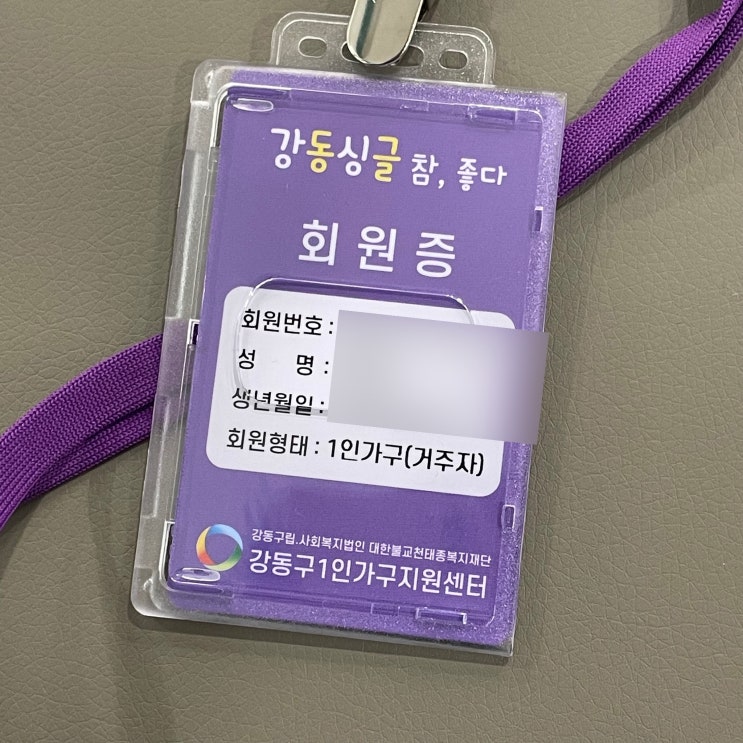 강동싱글 참, 좋다
회원증
회원번호 :
성 명 :
생년월일 :
회원형태 : 1인가구(거주자)
강동구립.사회복지법인 대한불교천태종복지재단
강동구1인가구지원센터